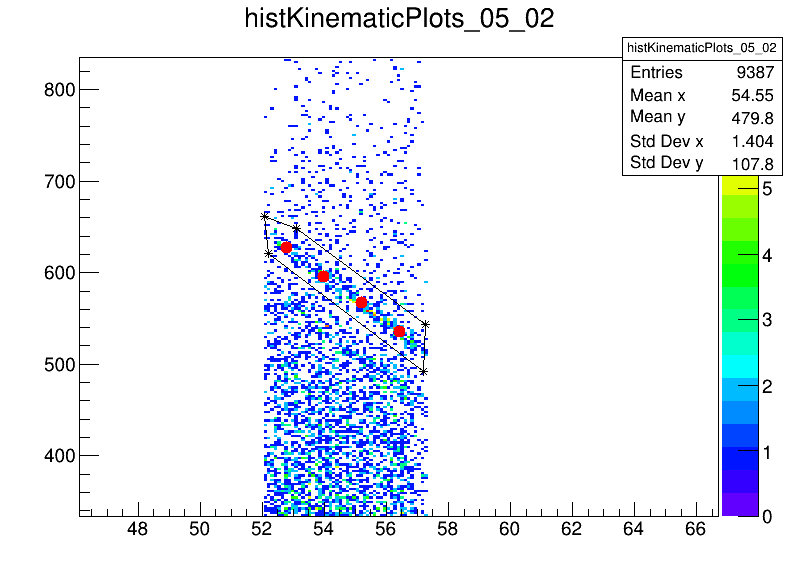 histKinematicPlots_05_02
histKinematicPlots_05_02
Entries 9387
Mean x 54.55
Mean y 479.8
Std Dev x 1.404
Std Dev y 107.8
800
700
600
500
400
5
4
3
2
1
0
48 50 52 54 56 58 60 62 64 66